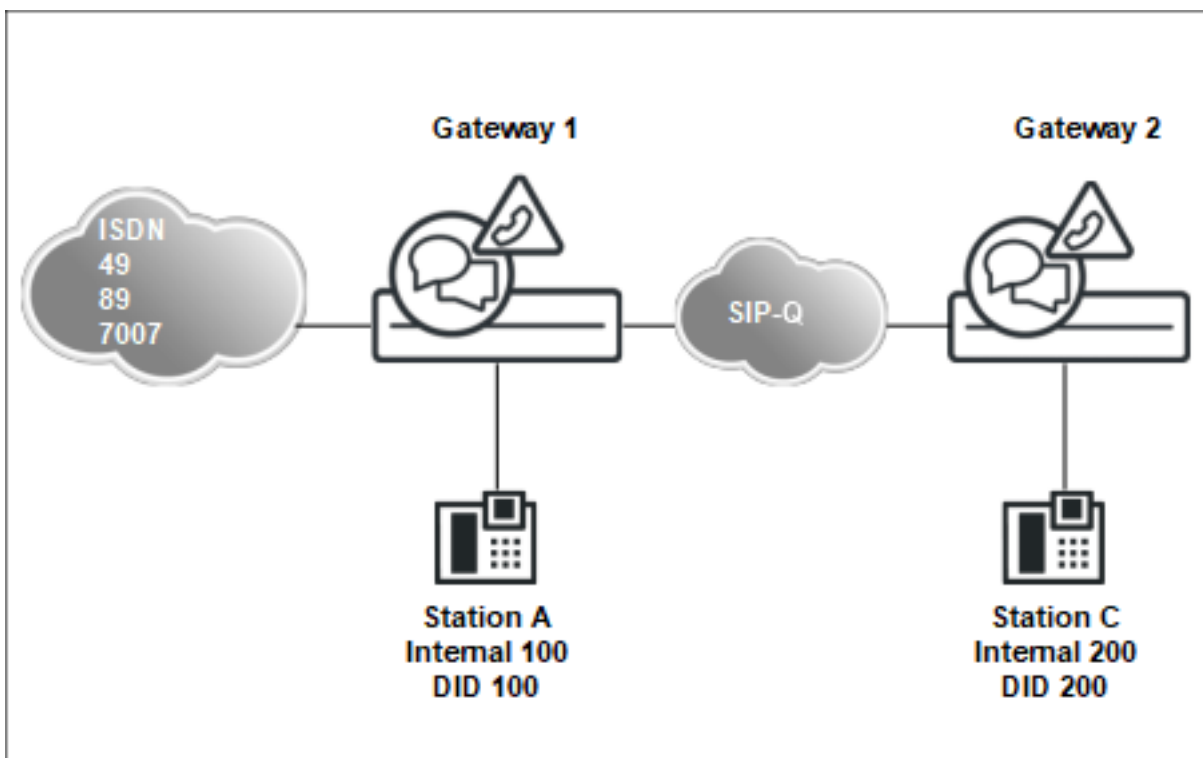 Gateway 1
Gateway 2
ISDN
49
89
7007
SIP-Q
Station A
Internal 100
DID 100
Station C
Internal 200
DID 200